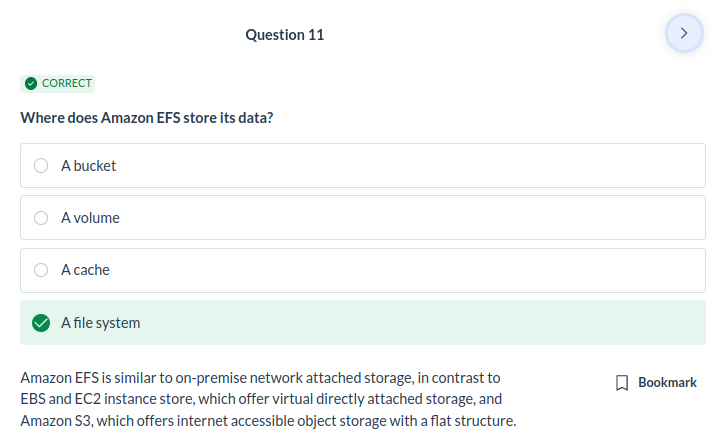 Question 11
CORRECT
Where does Amazon EFS store its data?
A bucket
A volume
A cache
A file system
Amazon EFS is similar to on-premise network attached storage, in contrast to
EBS and EC2 instance store, which offer virtual directly attached storage, and
Amazon S3, which offers internet accessible object storage with a flat structure.
Bookmark